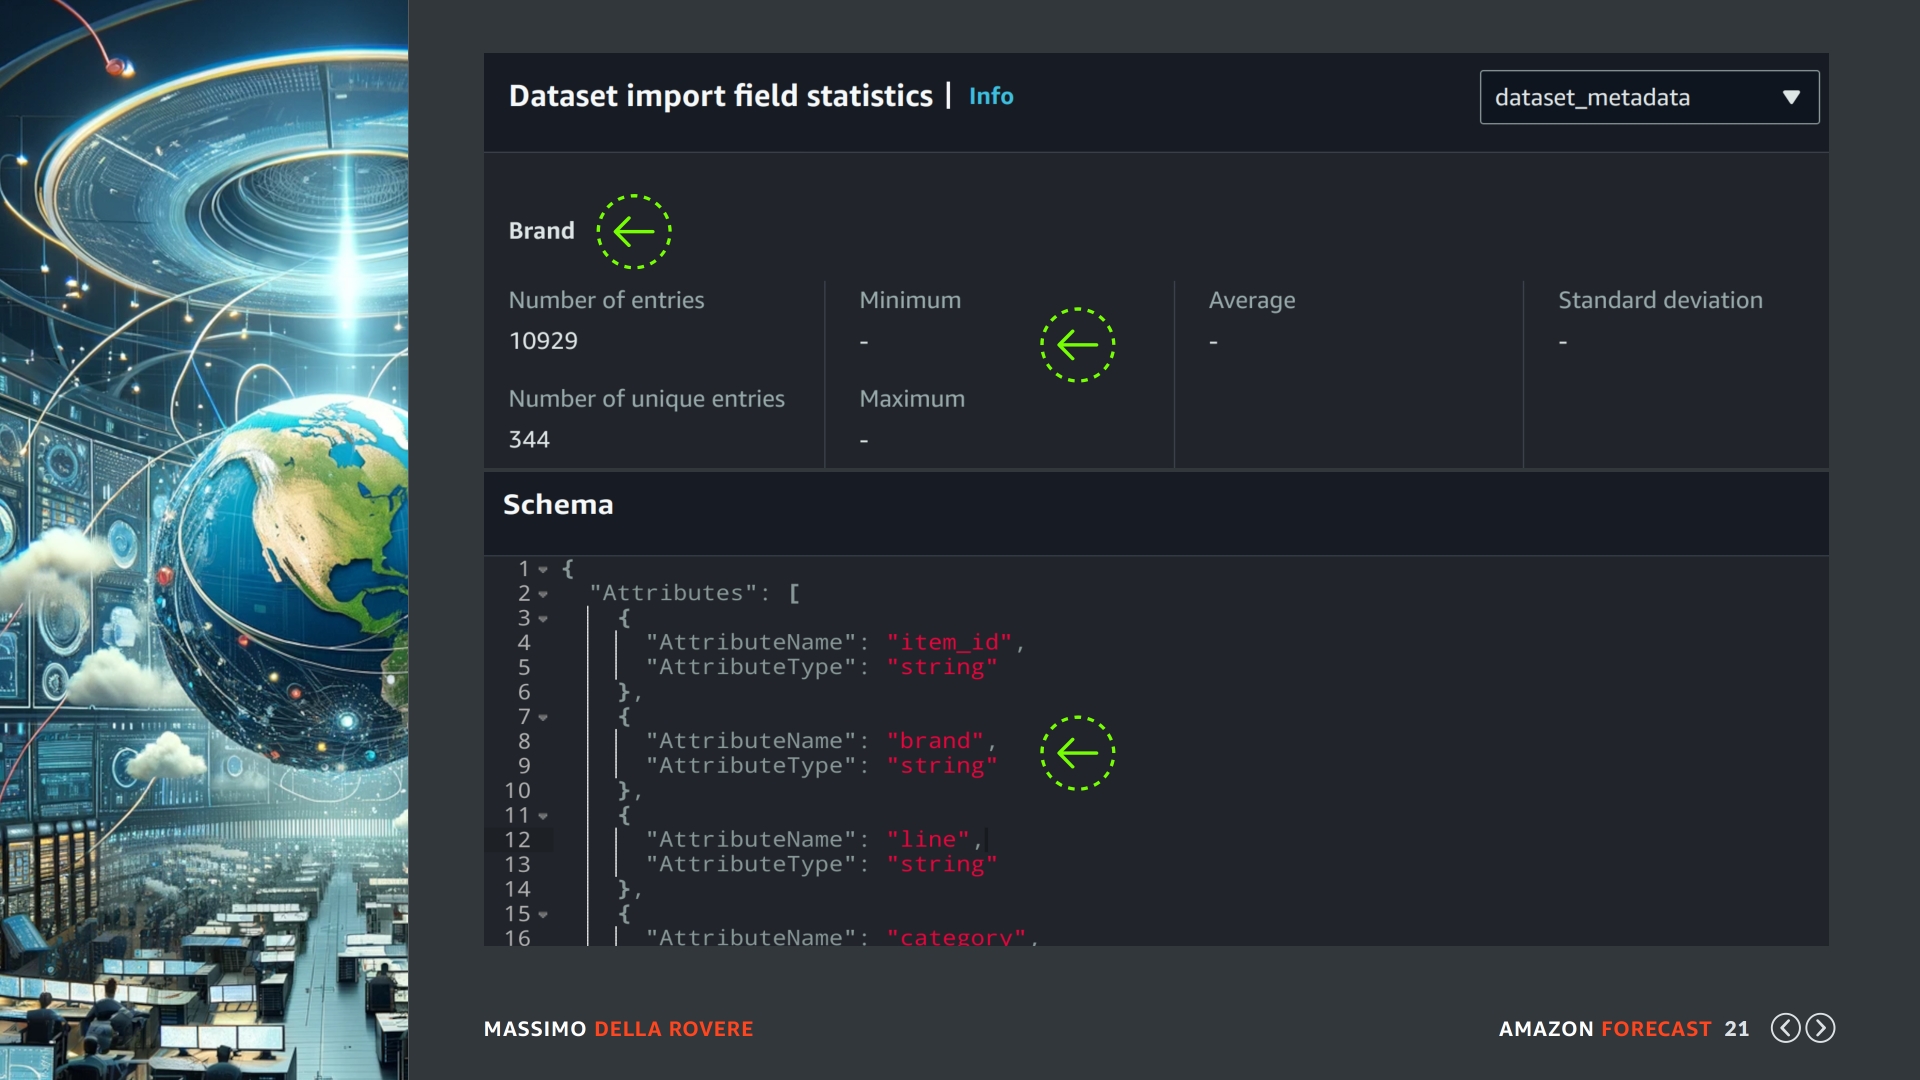 Dataset import field statistics | Info
dataset_metadata
Brand
Number of entries
10929
Number of unique entries
344
Minimum
-
Maximum
-
Average
-
Standard deviation
-
Schema
1 {
2 "Attributes": [
3 {
4 "AttributeName": "item_id",
5 "AttributeType": "string"
6 },
7 {
8 "AttributeName": "brand",
9 "AttributeType": "string"
10 },
11 {
12 "AttributeName": "line",
13 "AttributeType": "string"
14 },
15 {
16 "AttributeName": "category",
MASSIMO DELLA ROVERE
AMAZON FORECAST 21